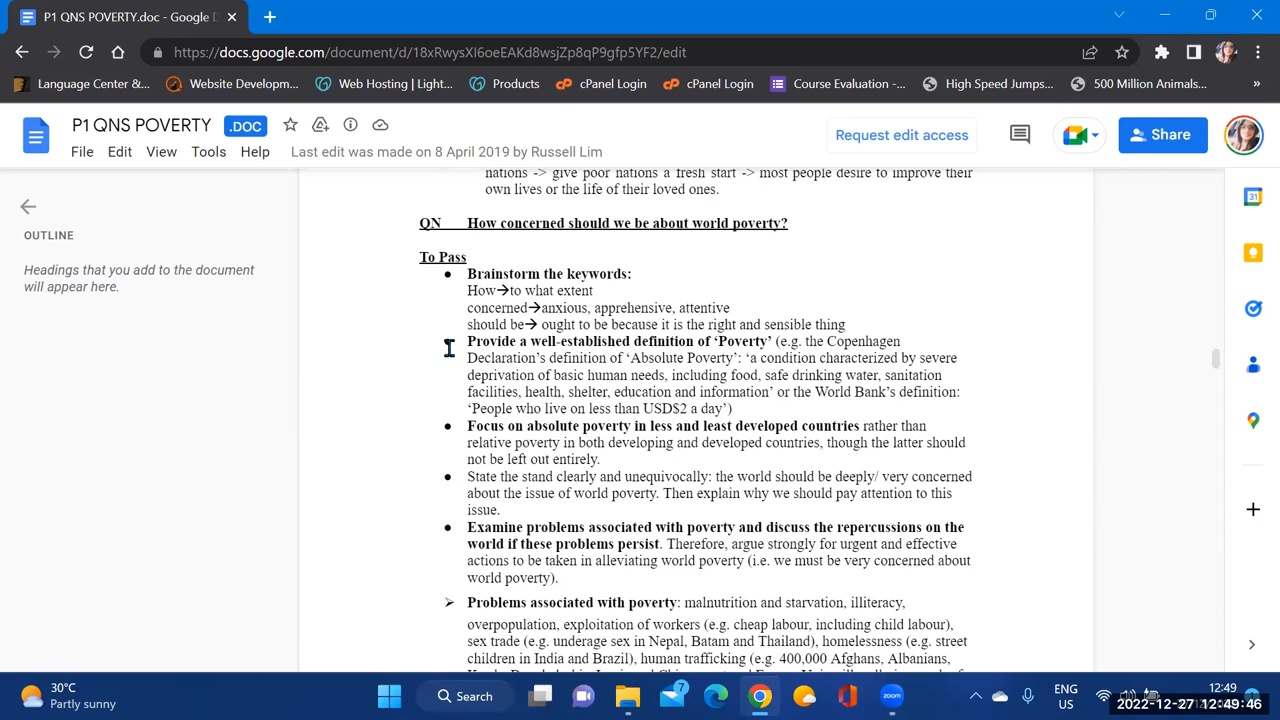 P1 QNS POVERTY.doc - Google D
https://docs.google.com/document/d/18xRwysXl6oeEAKd8wsjZp8qP9gfp5YF2/edit
Language Center &... Website Developm... Web Hosting | Light... Products cPanel Login cPanel Login Course Evaluation -... High Speed Jumps... 500 Million Animals... »
P1 QNS POVERTY .DOC
File Edit View Tools Help Last edit was made on 8 April 2019 by Russell Lim
Request edit access
Share
OUTLINE
Headings that you add to the document
will appear here.
nations -> give poor nations a fresh start -> most people desire to improve their
own lives or the life of their loved ones.
QN How concerned should we be about world poverty?
To Pass
● Brainstorm the keywords:
How→to what extent
concerned→anxious, apprehensive, attentive
should be→ ought to be because it is the right and sensible thing
Provide a well-established definition of ‘Poverty’ (e.g. the Copenhagen
Declaration’s definition of ‘Absolute Poverty’: ‘a condition characterized by severe
deprivation of basic human needs, including food, safe drinking water, sanitation
facilities, health, shelter, education and information’ or the World Bank’s definition:
‘People who live on less than USD$2 a day’)
● Focus on absolute poverty in less and least developed countries rather than
relative poverty in both developing and developed countries, though the latter should
not be left out entirely.
● State the stand clearly and unequivocally: the world should be deeply/ very concerned
about the issue of world poverty. Then explain why we should pay attention to this
issue.
● Examine problems associated with poverty and discuss the repercussions on the
world if these problems persist. Therefore, argue strongly for urgent and effective
actions to be taken in alleviating world poverty (i.e. we must be very concerned about
world poverty).
➢ Problems associated with poverty: malnutrition and starvation, illiteracy,
overpopulation, exploitation of workers (e.g. cheap labour, including child labour),
sex trade (e.g. underage sex in Nepal, Batam and Thailand), homelessness (e.g. street
children in India and Brazil), human trafficking (e.g. 400,000 Afghans, Albanians,
30°C
Partly sunny
Search
7
ENG
US
12:49
2022-12-27 12:49:46